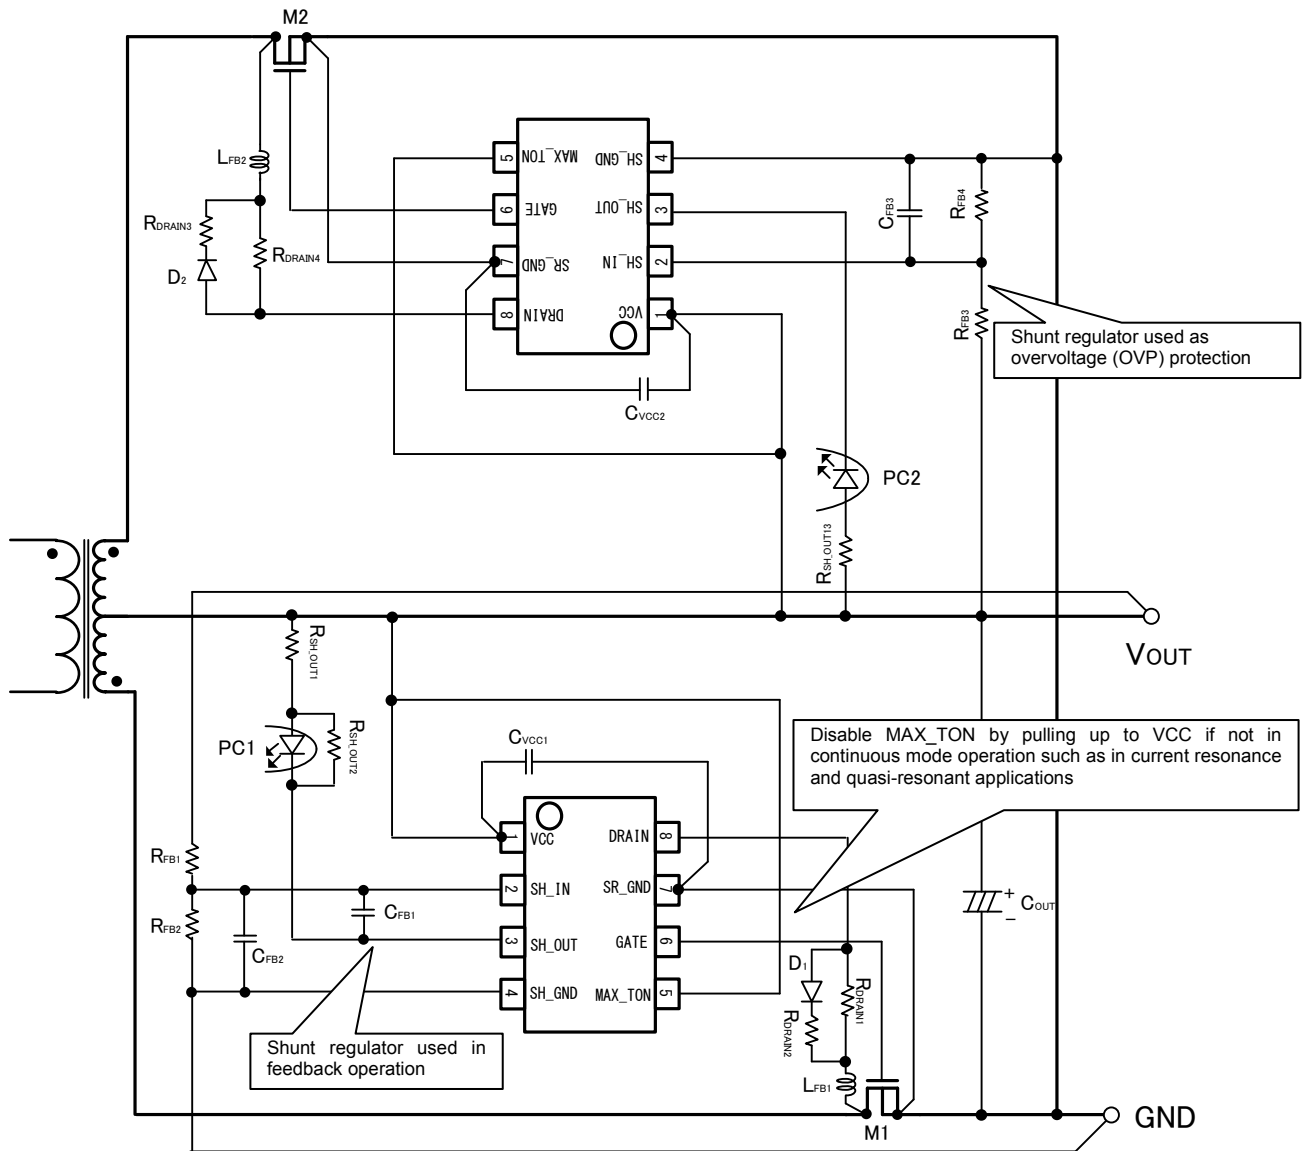 M2
LFB2
RDRAIN3
RDRAIN4
D2
5
MAX_TON
SH_GND
4
6
GATE
SH_OUT
3
7
SR_GND
SH_IN
2
8
DRAIN
VCC
1
CVCC2
CFB3
RFB4
RFB3
Shunt regulator used as
overvoltage (OVP) protection
PC2
RSH_OUT13
VOUT
RSH_OUT1
PC1
RSH_OUT2
CVCC1
Disable MAX_TON by pulling up to VCC if not in
continuous mode operation such as in current resonance
and quasi-resonant applications
1
VCC
DRAIN
8
2
SH_IN
SR_GND
7
3
SH_OUT
GATE
6
4
SH_GND
MAX_TON
5
RFB1
RFB2
CFB1
CFB2
+
COUT
−
D1
RDRAIN1
RDRAIN2
LFB1
Shunt regulator used in
feedback operation
M1
GND